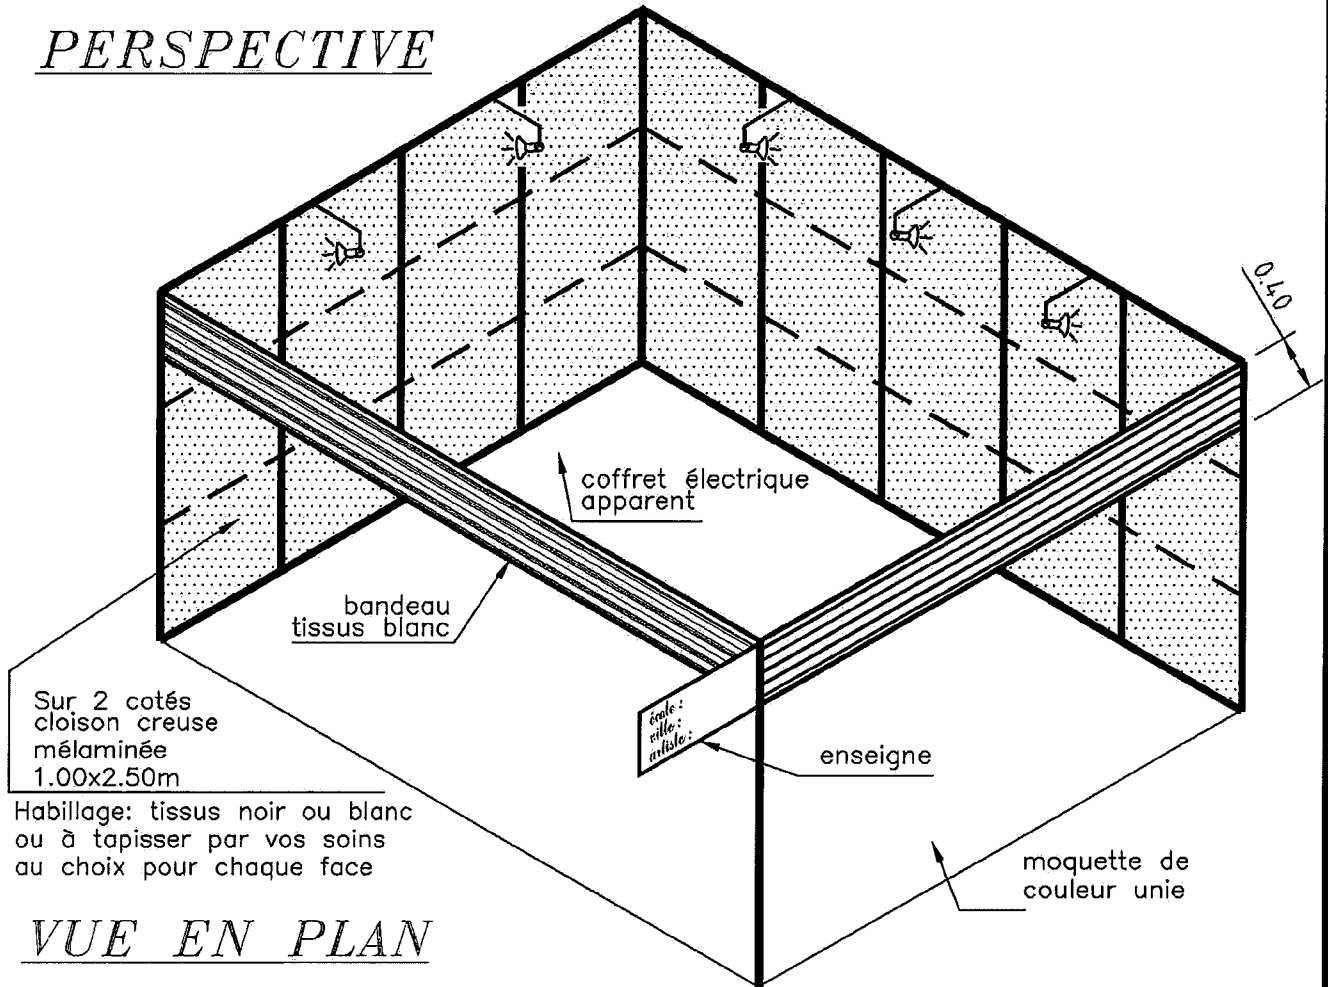 PERSPECTIVE
0.40
coffret électrique
apparent
bandeau
tissus blanc
Sur 2 cotés
cloison creuse
mélaminée
1.00x2.50m
Habillage: tissus noir ou blanc
ou à tapisser par vos soins
au choix pour chaque face
école :
ville :
artiste :
enseigne
moquette de
couleur unie
VUE EN PLAN